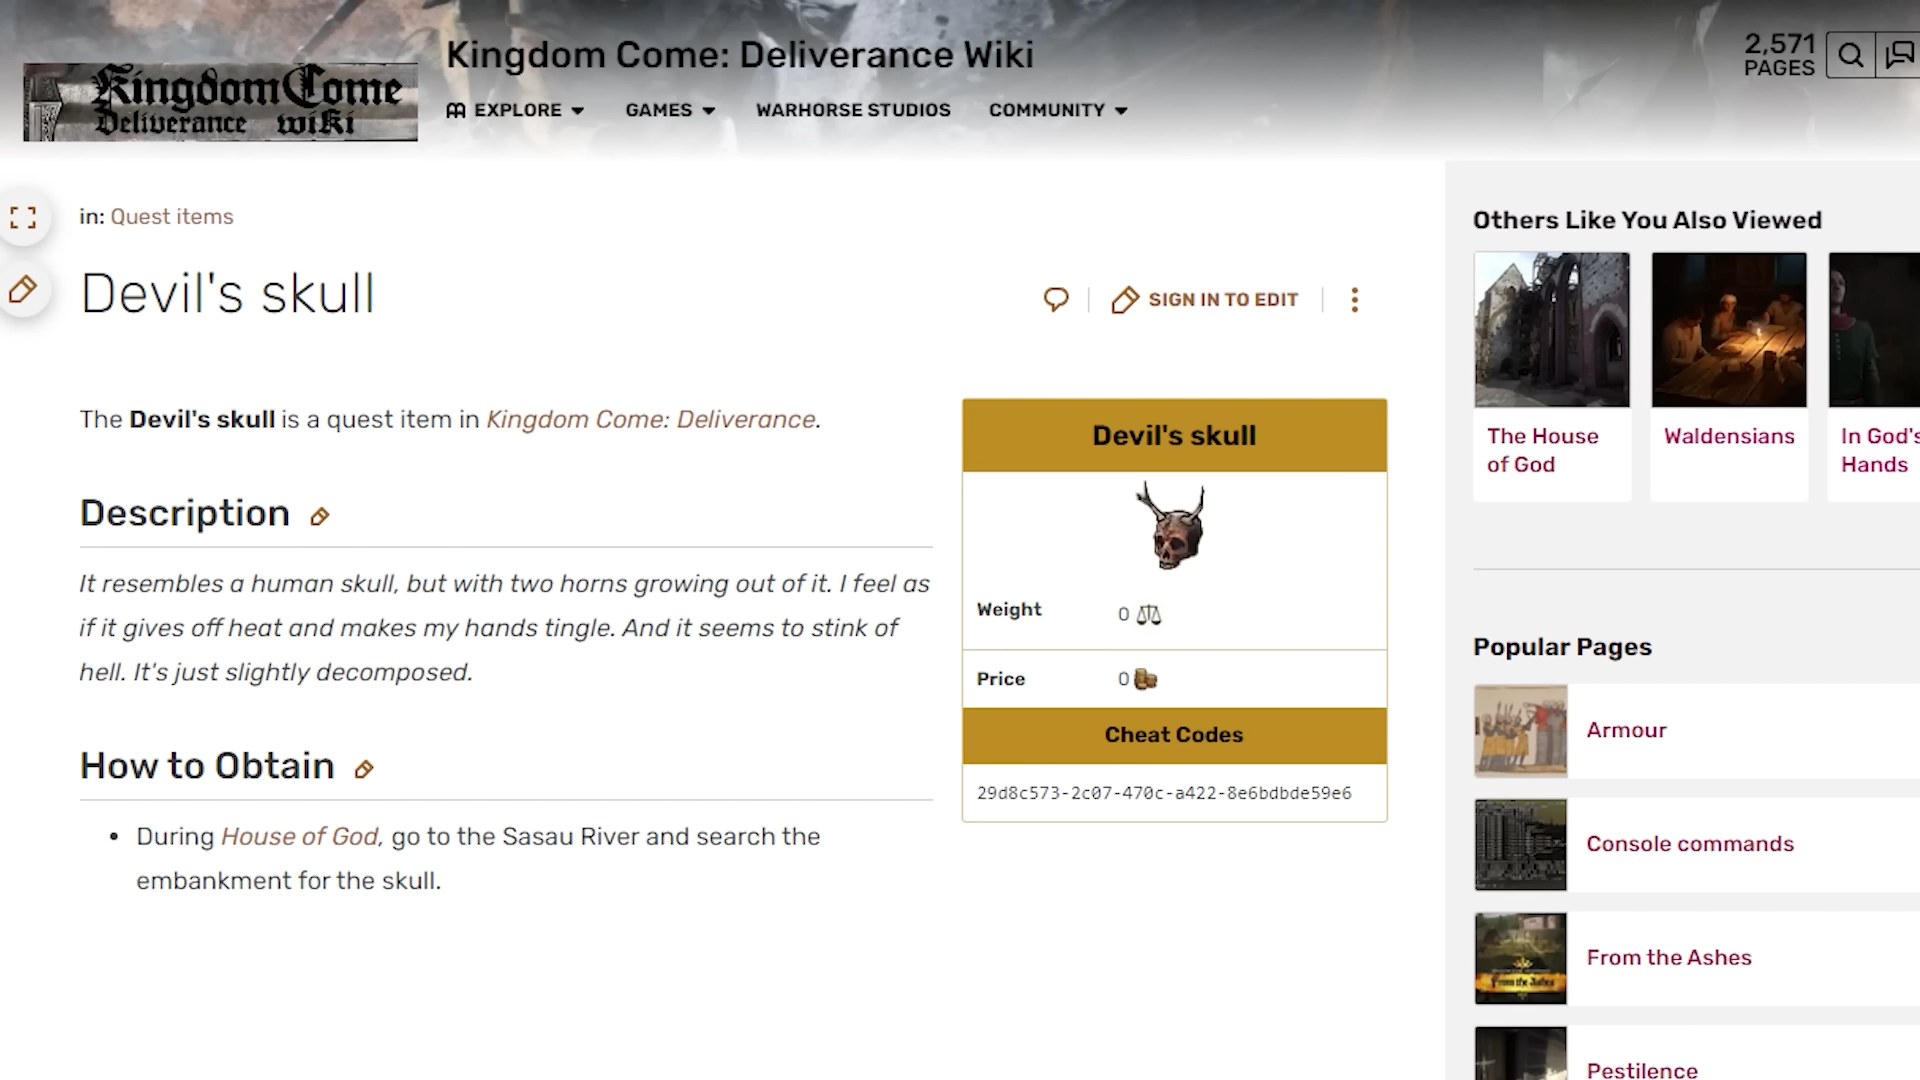 Kingdom Come
Deliverance wiki
Kingdom Come: Deliverance Wiki
EXPLORE
GAMES
WARHORSE STUDIOS
COMMUNITY
2,571
PAGES
in: Quest items
Devil's skull
SIGN IN TO EDIT
The Devil's skull is a quest item in Kingdom Come: Deliverance.
Description
It resembles a human skull, but with two horns growing out of it. I feel as
if it gives off heat and makes my hands tingle. And it seems to stink of
hell. It's just slightly decomposed.
How to Obtain
• During House of God, go to the Sasau River and search the
embankment for the skull.
Devil's skull
Weight 0
Price 0
Cheat Codes
29d8c573-2c07-470c-a422-8e6bdbde59e6
Others Like You Also Viewed
The House
of God
Waldensians
In God's
Hands
Popular Pages
Armour
Console commands
From the Ashes
From the Ashes
Pestilence